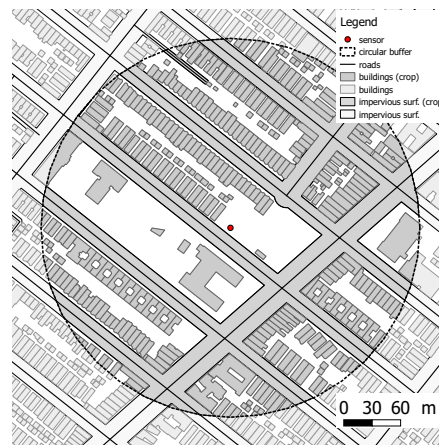 Legend
sensor
circular buffer
roads
buildings (crop)
buildings
impervious surf. (crop
impervious surf.
0 30 60 m